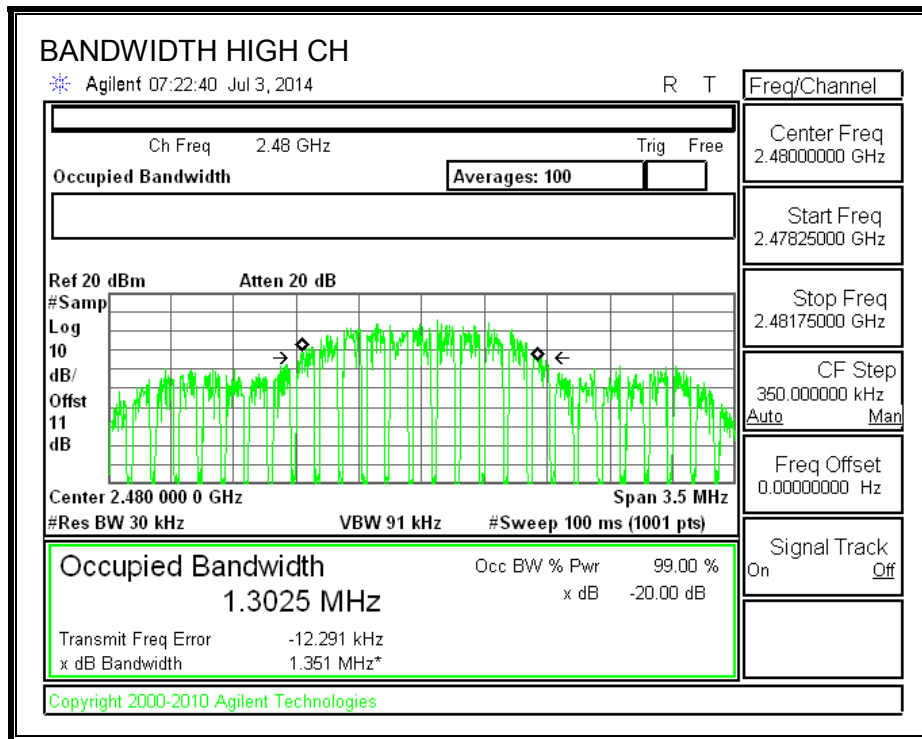 BANDWIDTH HIGH CH
Agilent 07:22:40 Jul 3, 2014 R T
Freq/Channel
Ch Freq 2.48 GHz Trig Free
Occupied Bandwidth Averages: 100
Center Freq
2.48000000 GHz
Start Freq
2.47825000 GHz
Stop Freq
2.48175000 GHz
CF Step
350.000000 kHz
Auto Man
Freq Offset
0.00000000 Hz
Signal Track
On Off
Ref 20 dBm Atten 20 dB
#Samp
Log
10
dB/
Offst
11
dB
Center 2.480 000 0 GHz Span 3.5 MHz
#Res BW 30 kHz VBW 91 kHz #Sweep 100 ms (1001 pts)
Occupied Bandwidth Occ BW % Pwr 99.00 %
1.3025 MHz x dB -20.00 dB
Transmit Freq Error -12.291 kHz
x dB Bandwidth 1.351 MHz*
Copyright 2000-2010 Agilent Technologies